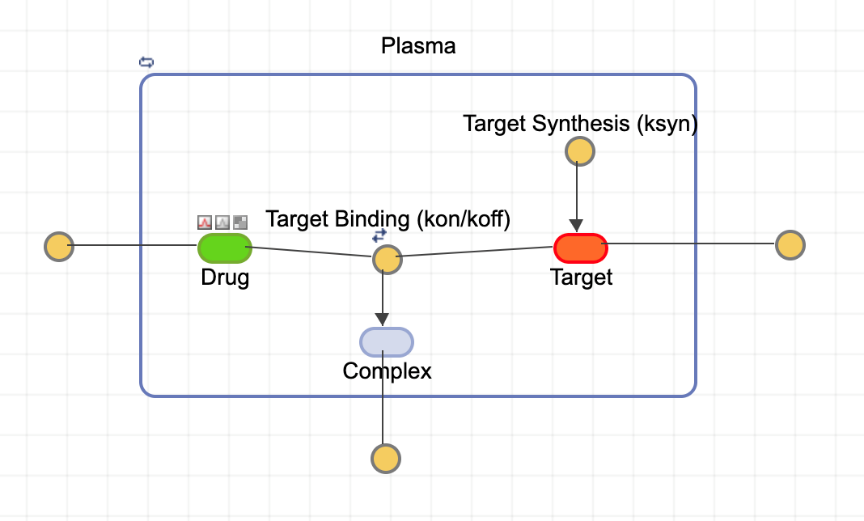 Plasma
Target Synthesis (ksyn)
Target Binding (kon/koff)
Drug
Target
Complex